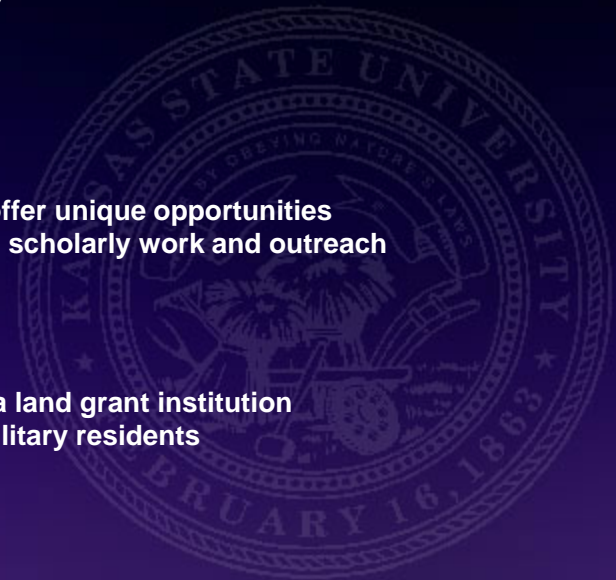 ffer unique opportunities
scholarly work and outreach
a land grant institution
litary residents
KANSAS STATE UNIVERSITY
BY OBEYING NATURE'S LAWS
FEBRUARY 16, 1863